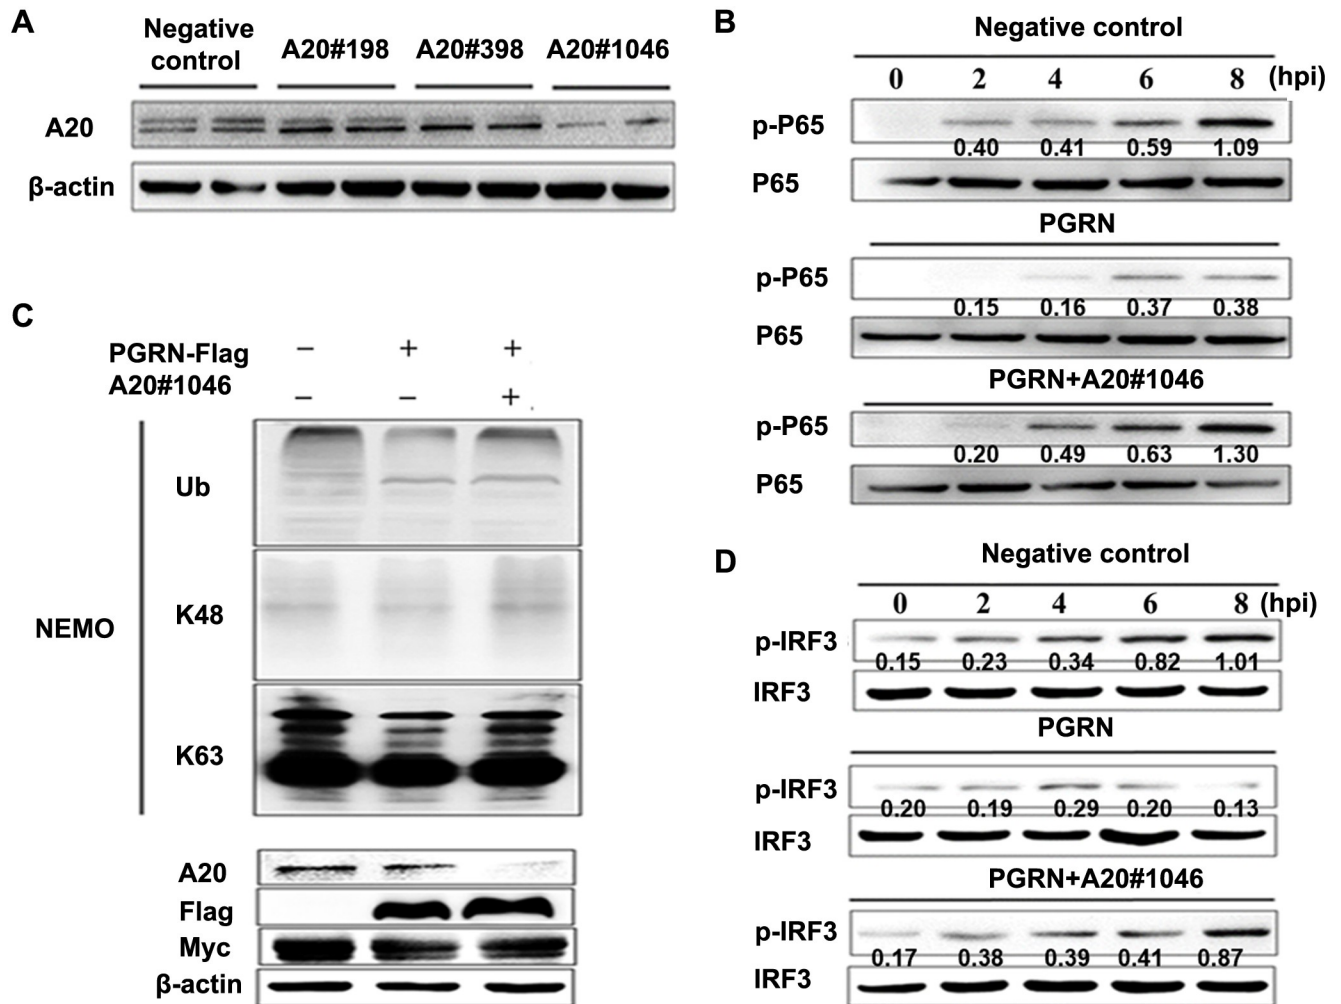 A
Negative control
A20#198
A20#398
A20#1046
A20
β-actin
B
Negative control
0 2 4 6 8 (hpi)
p-P65
0.40 0.41 0.59 1.09
P65
PGRN
p-P65
0.15 0.16 0.37 0.38
P65
PGRN+A20#1046
p-P65
0.20 0.49 0.63 1.30
P65
C
PGRN-Flag − + +
A20#1046 − − +
NEMO
Ub
K48
K63
A20
Flag
Myc
β-actin
D
Negative control
0 2 4 6 8 (hpi)
p-IRF3
0.15 0.23 0.34 0.82 1.01
IRF3
PGRN
p-IRF3
0.20 0.19 0.29 0.20 0.13
IRF3
PGRN+A20#1046
p-IRF3
0.17 0.38 0.39 0.41 0.87
IRF3